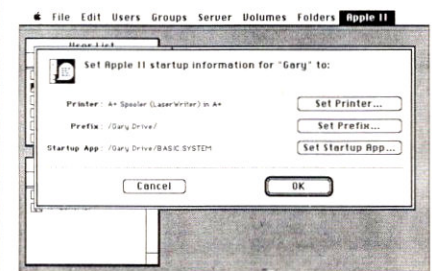 File Edit Users Groups Server Volumes Folders Apple II
User List
Set Apple II startup information for "Gary" to:
Printer: A+ Spooler (LaserWriter) in A+
Set Printer...
Prefix: /Gary Drive/
Set Prefix...
Startup App: /Gary Drive/BASIC.SYSTEM
Set Startup App...
Cancel
OK